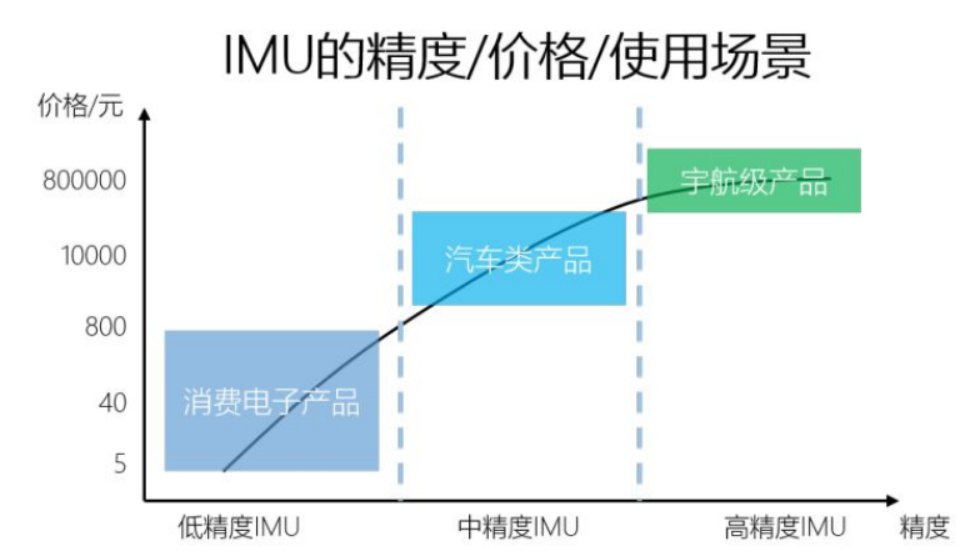 IMU的精度/价格/使用场景
价格/元
800000
宇航级产品
10000
汽车类产品
800
40
消费电子产品
5
低精度IMU
中精度IMU
高精度IMU
精度